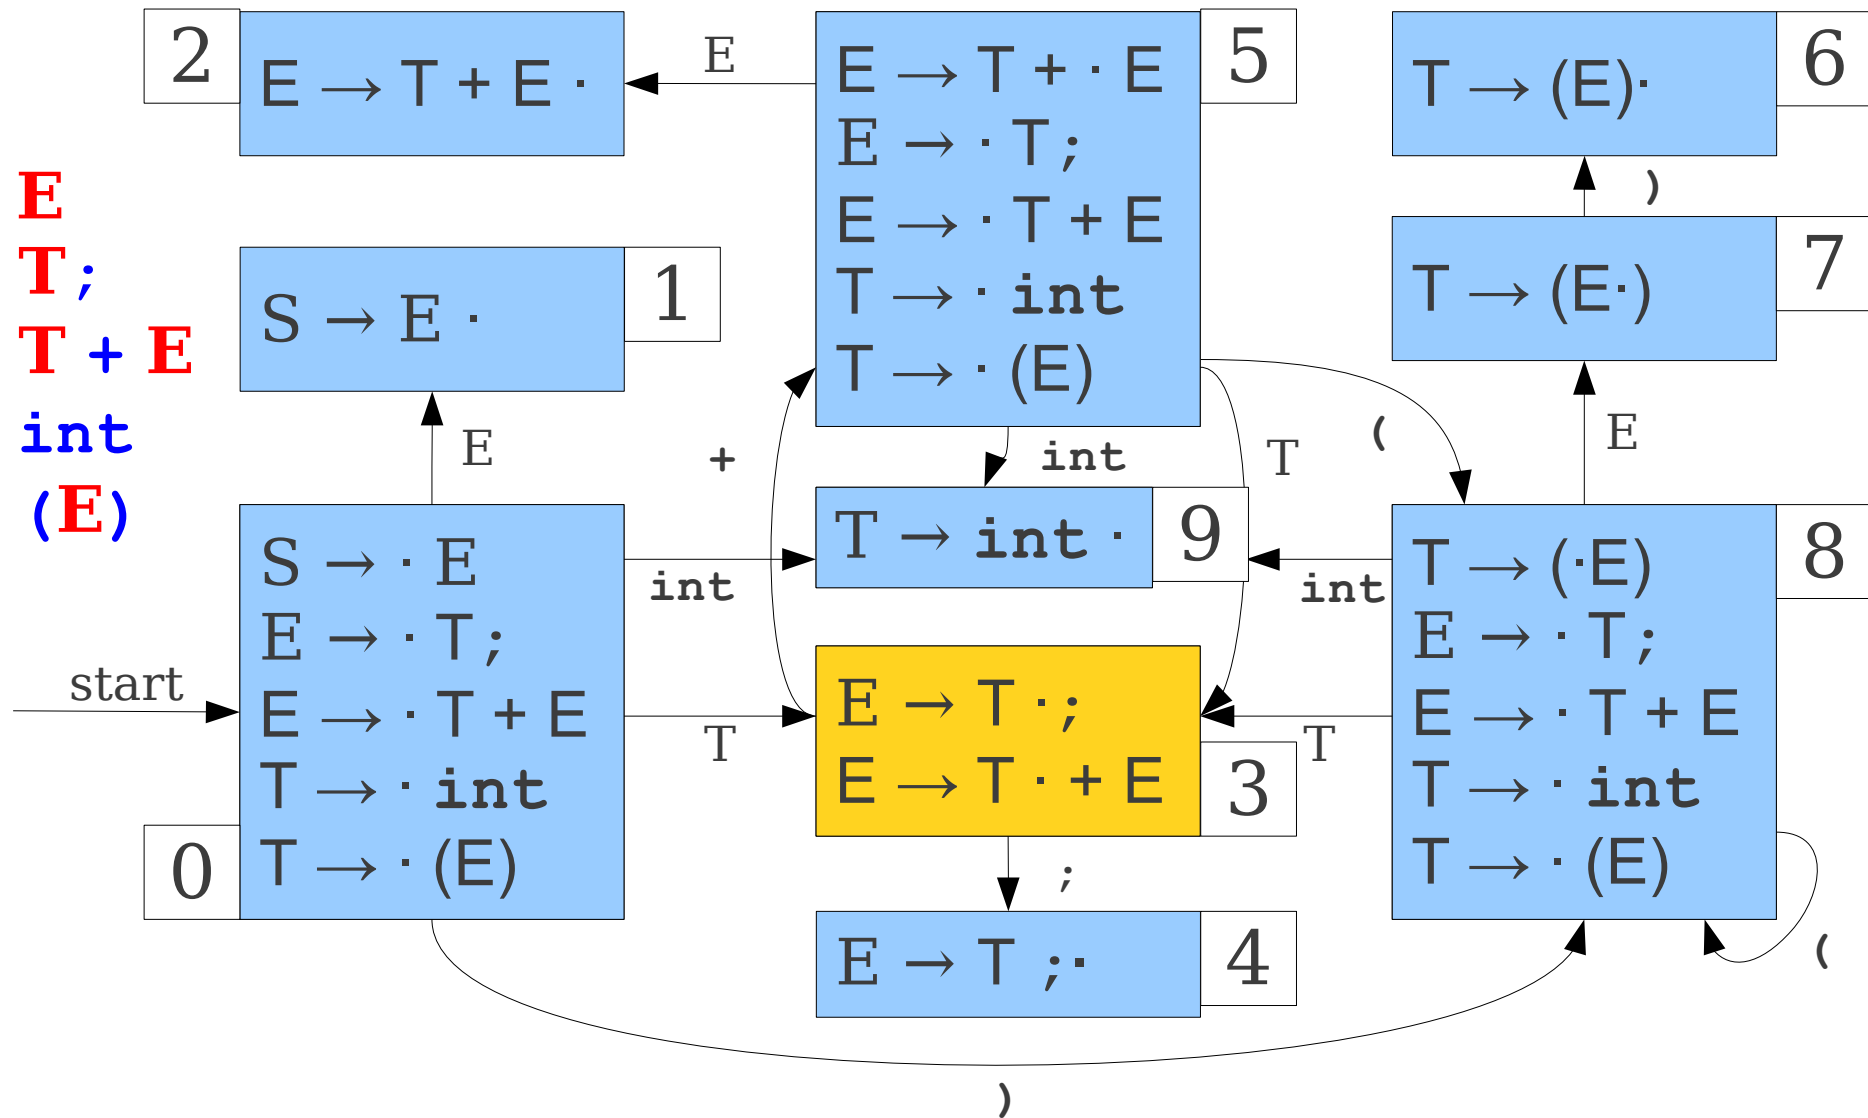 E
T ;
T + E
int
(E)
2
E → T + E ·
E
5
E → T + · E
E → · T ;
E → · T + E
T → · int
T → · (E)
6
T → (E)·
)
7
T → (E·)
1
S → E ·
E
+
int
T
(
E
start
0
S → · E
E → · T ;
E → · T + E
T → · int
T → · (E)
int
T
9
T → int ·
3
E → T · ;
E → T · + E
;
4
E → T ;·
int
T
8
T → (·E)
E → · T ;
E → · T + E
T → · int
T → · (E)
(
)